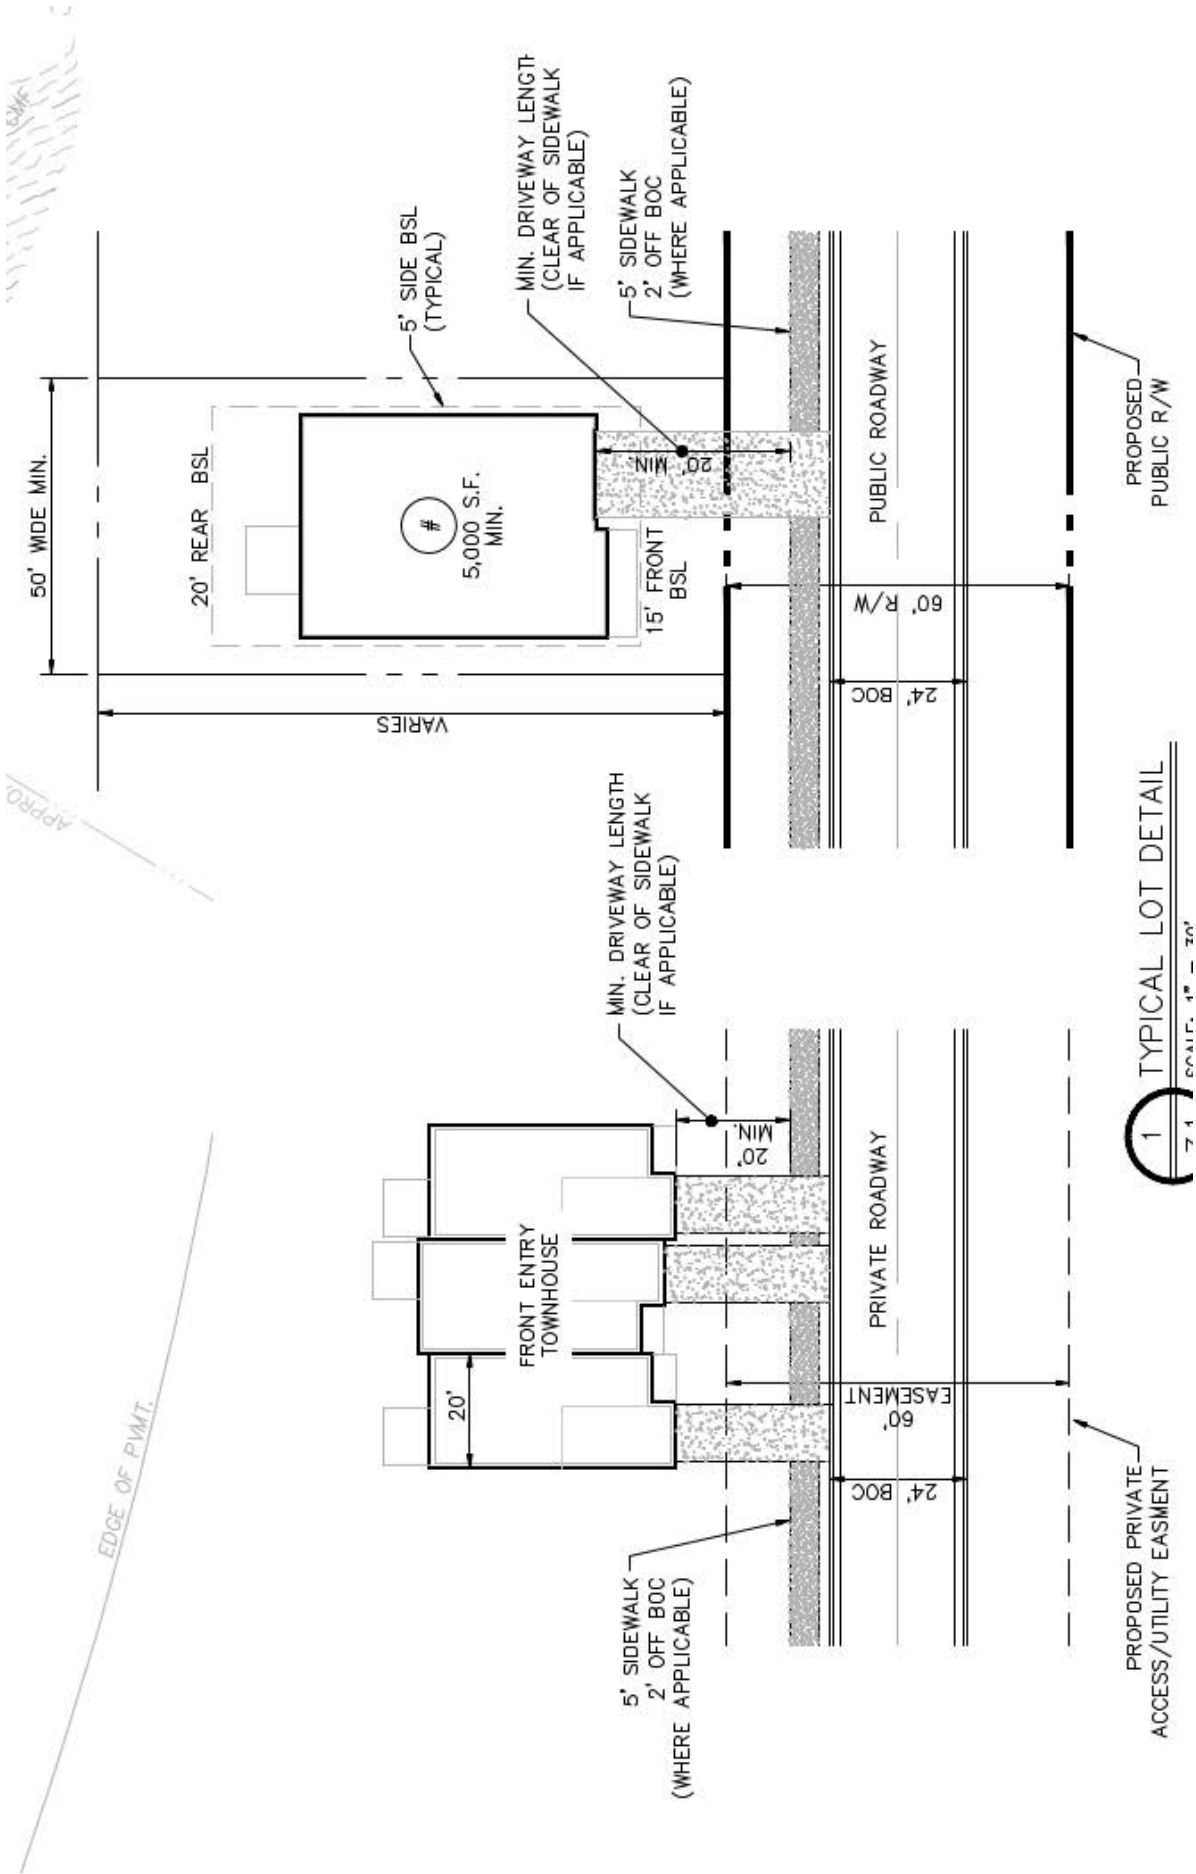 EDGE OF PVMT.
APPRO
50' WIDE MIN.
20' REAR BSL
5' SIDE BSL
(TYPICAL)
#
5,000 S.F.
MIN.
15' FRONT
BSL
VARIES
20' MIN.
MIN. DRIVEWAY LENGTH
(CLEAR OF SIDEWALK
IF APPLICABLE)
5' SIDEWALK
2' OFF BOC
(WHERE APPLICABLE)
PUBLIC ROADWAY
60' R/W
24' BOC
PROPOSED
PUBLIC R/W
FRONT ENTRY
TOWNHOUSE
20'
MIN. DRIVEWAY LENGTH
(CLEAR OF SIDEWALK
IF APPLICABLE)
20'
MIN.
5' SIDEWALK
2' OFF BOC
(WHERE APPLICABLE)
PRIVATE ROADWAY
60'
EASEMENT
24' BOC
PROPOSED PRIVATE
ACCESS/UTILITY EASMENT
1
TYPICAL LOT DETAIL
SCALE: 1" = 30'